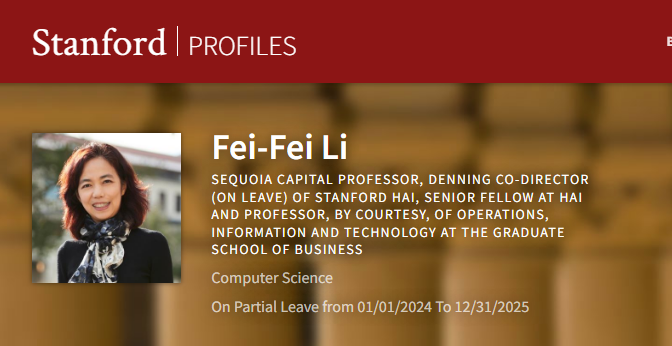 Stanford | PROFILES
Fei-Fei Li
SEQUOIA CAPITAL PROFESSOR, DENNING CO-DIRECTOR
(ON LEAVE) OF STANFORD HAI, SENIOR FELLOW AT HAI
AND PROFESSOR, BY COURTESY, OF OPERATIONS,
INFORMATION AND TECHNOLOGY AT THE GRADUATE
SCHOOL OF BUSINESS
Computer Science
On Partial Leave from 01/01/2024 To 12/31/2025